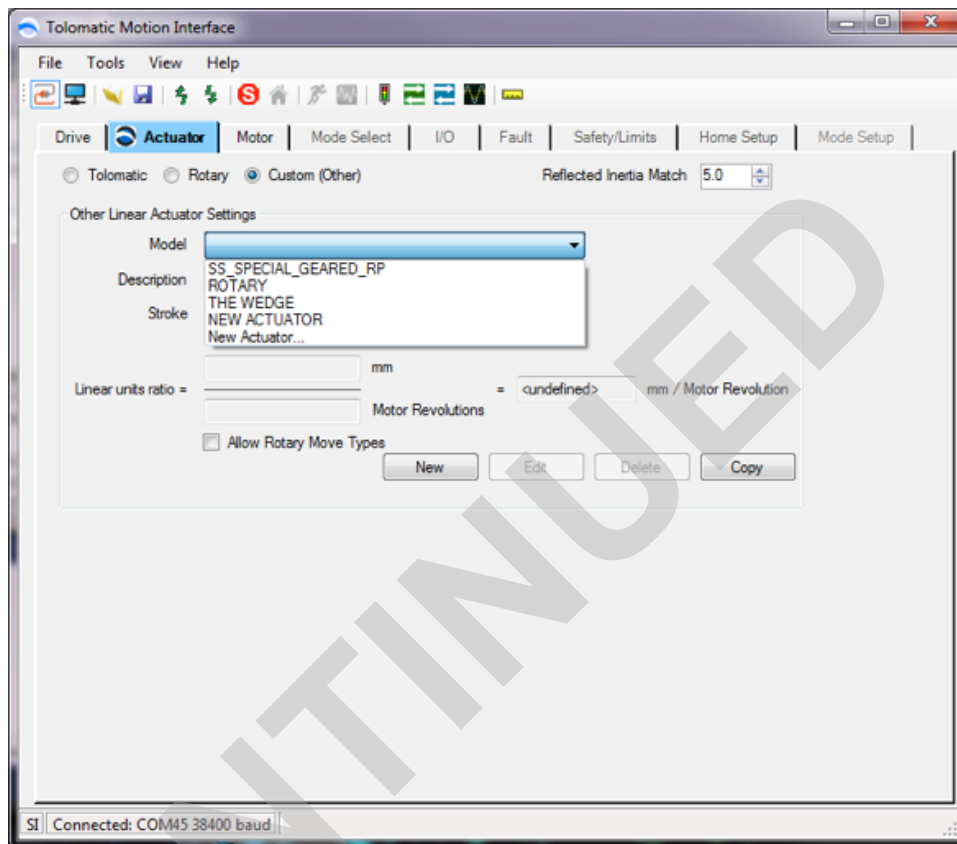 Tolomatic Motion Interface
File Tools View Help
Drive Actuator Motor Mode Select I/O Fault Safety/Limits Home Setup Mode Setup
Tolomatic Rotary Custom (Other) Reflected Inertia Match 5.0
Other Linear Actuator Settings
Model
SS_SPECIAL_GEARED_RP
Description ROTARY
THE WEDGE
Stroke NEW ACTUATOR
New Actuator...
mm
Linear units ratio = = <undefined> mm / Motor Revolution
Motor Revolutions
Allow Rotary Move Types
New Edit Delete Copy
SI Connected: COM45 38400 baud
NTINUED